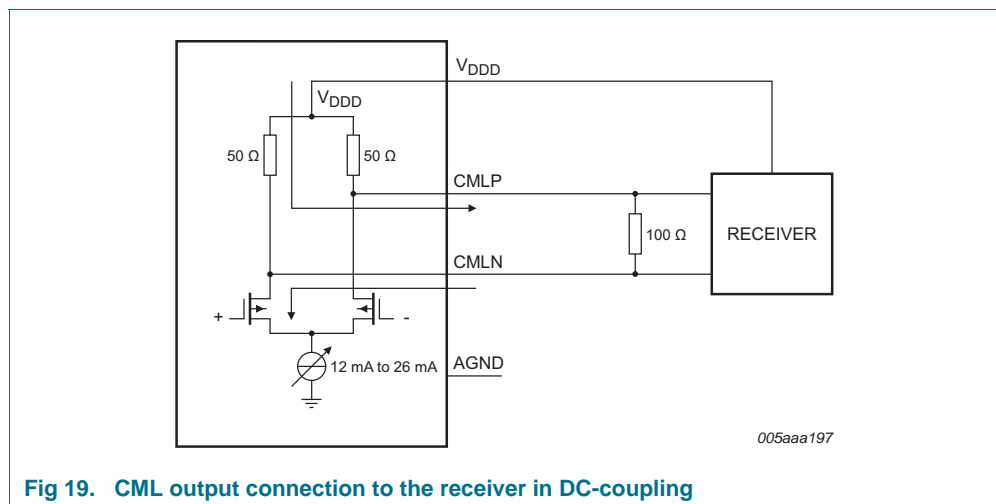 VDDD
VDDD
50 Ω
50 Ω
CMLP
100 Ω
RECEIVER
CMLN
+
-
12 mA to 26 mA
AGND
005aaa197
Fig 19. CML output connection to the receiver in DC-coupling